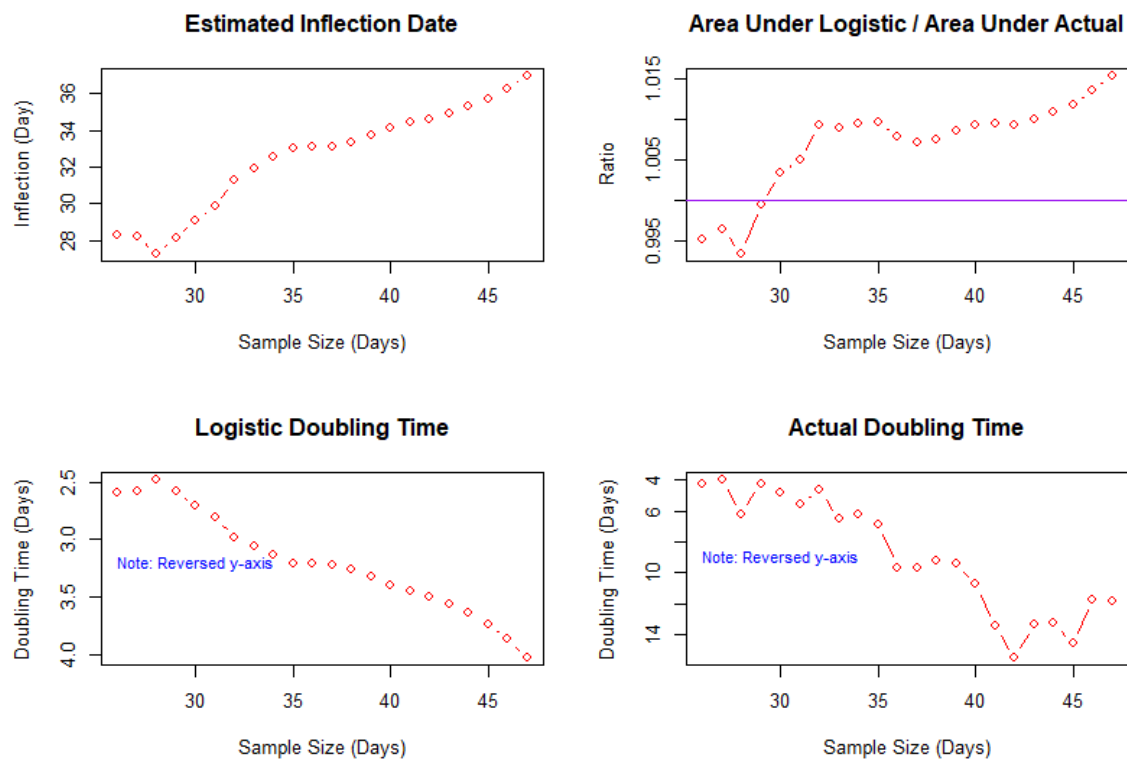 Estimated Inflection Date
Inflection (Day)
36
34
32
30
28
30 35 40 45
Sample Size (Days)
Area Under Logistic / Area Under Actual
Ratio
1.015
1.005
0.995
30 35 40 45
Sample Size (Days)
Logistic Doubling Time
Doubling Time (Days)
2.5
3.0
3.5
4.0
Note: Reversed y-axis
30 35 40 45
Sample Size (Days)
Actual Doubling Time
Doubling Time (Days)
4
6
10
14
Note: Reversed y-axis
30 35 40 45
Sample Size (Days)